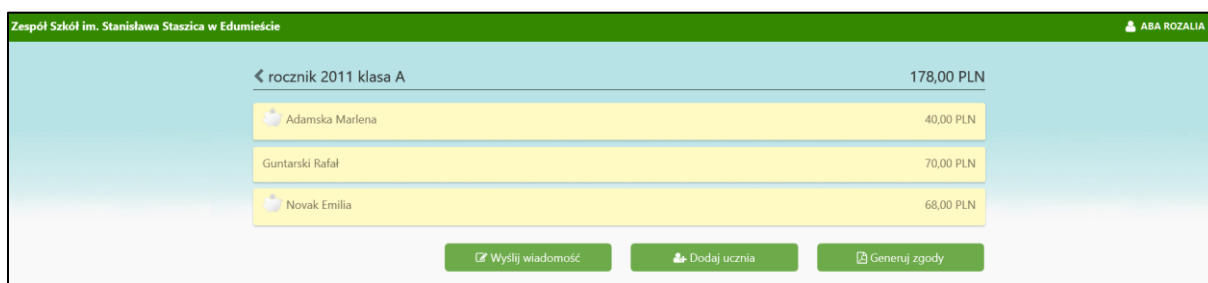 Zespół Szkół im. Stanisława Staszica w Edumieście ABA ROZALIA
rocznik 2011 klasa A 178,00 PLN
Adamska Marlena 40,00 PLN
Guntarski Rafał 70,00 PLN
Novak Emilia 68,00 PLN
Wyślij wiadomość Dodaj ucznia Generuj zgody